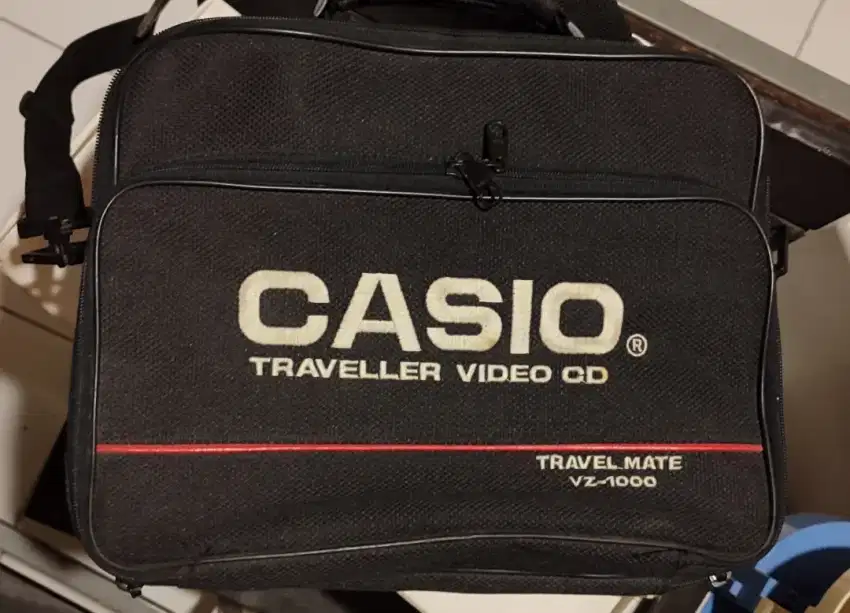 CASIO®
TRAVELLER VIDEO CD
TRAVEL MATE
VZ-1000